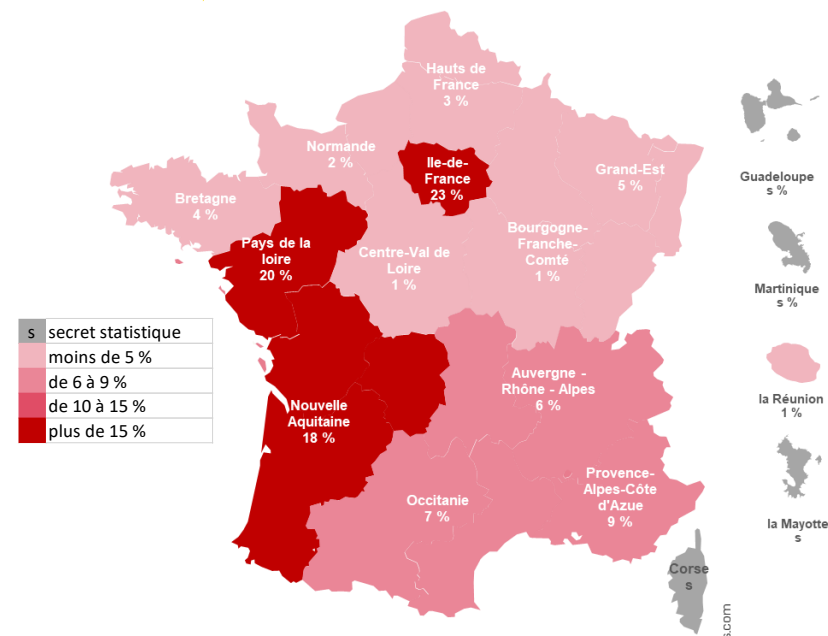 Hauts de
France
3 %
Normande
2 %
Ile-de-
France
23 %
Grand-Est
5 %
Bretagne
4 %
Pays de la
loire
20 %
Centre-Val de
Loire
1 %
Bourgogne-
Franche-
Comté
1 %
Guadeloupe
s %
Martinique
s %
s secret statistique
moins de 5 %
de 6 à 9 %
de 10 à 15 %
plus de 15 %
Nouvelle
Aquitaine
18 %
Auvergne -
Rhône - Alpes
6 %
la Réunion
1 %
Occitanie
7 %
Provence-
Alpes-Côte
d'Azue
9 %
la Mayotte
s
Corse
s
s.com